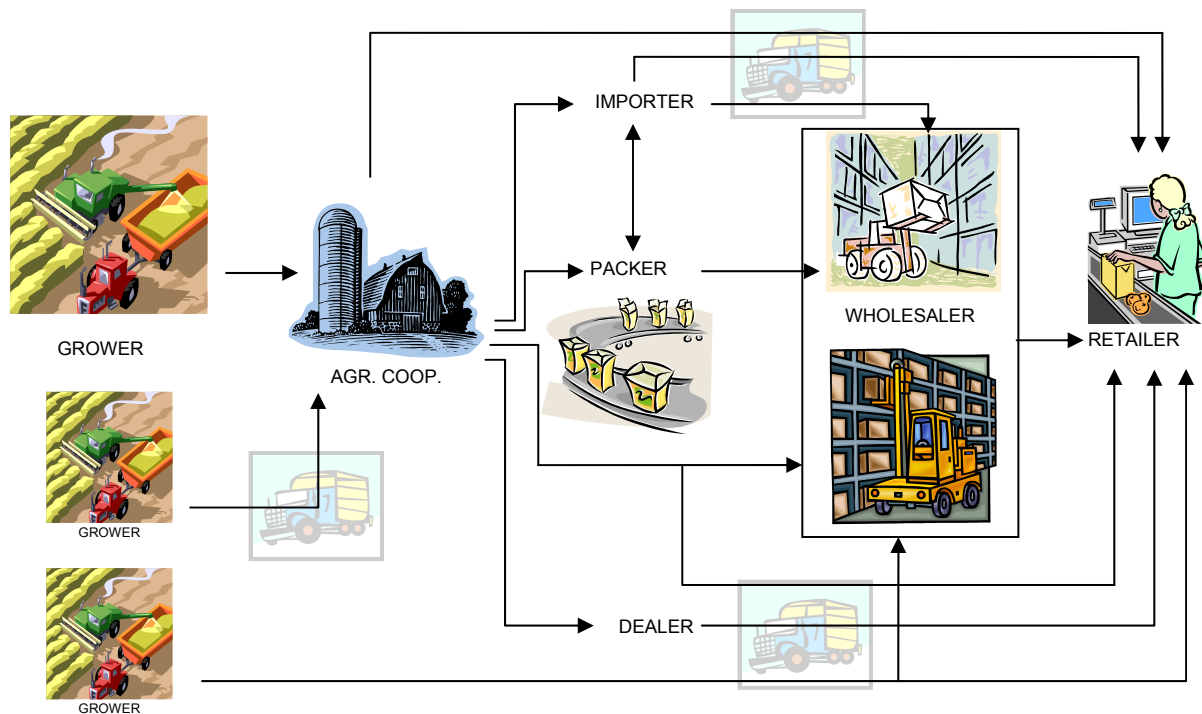 IMPORTER
PACKER
WHOLESALER
RETAILER
GROWER
AGR. COOP.
GROWER
DEALER
GROWER